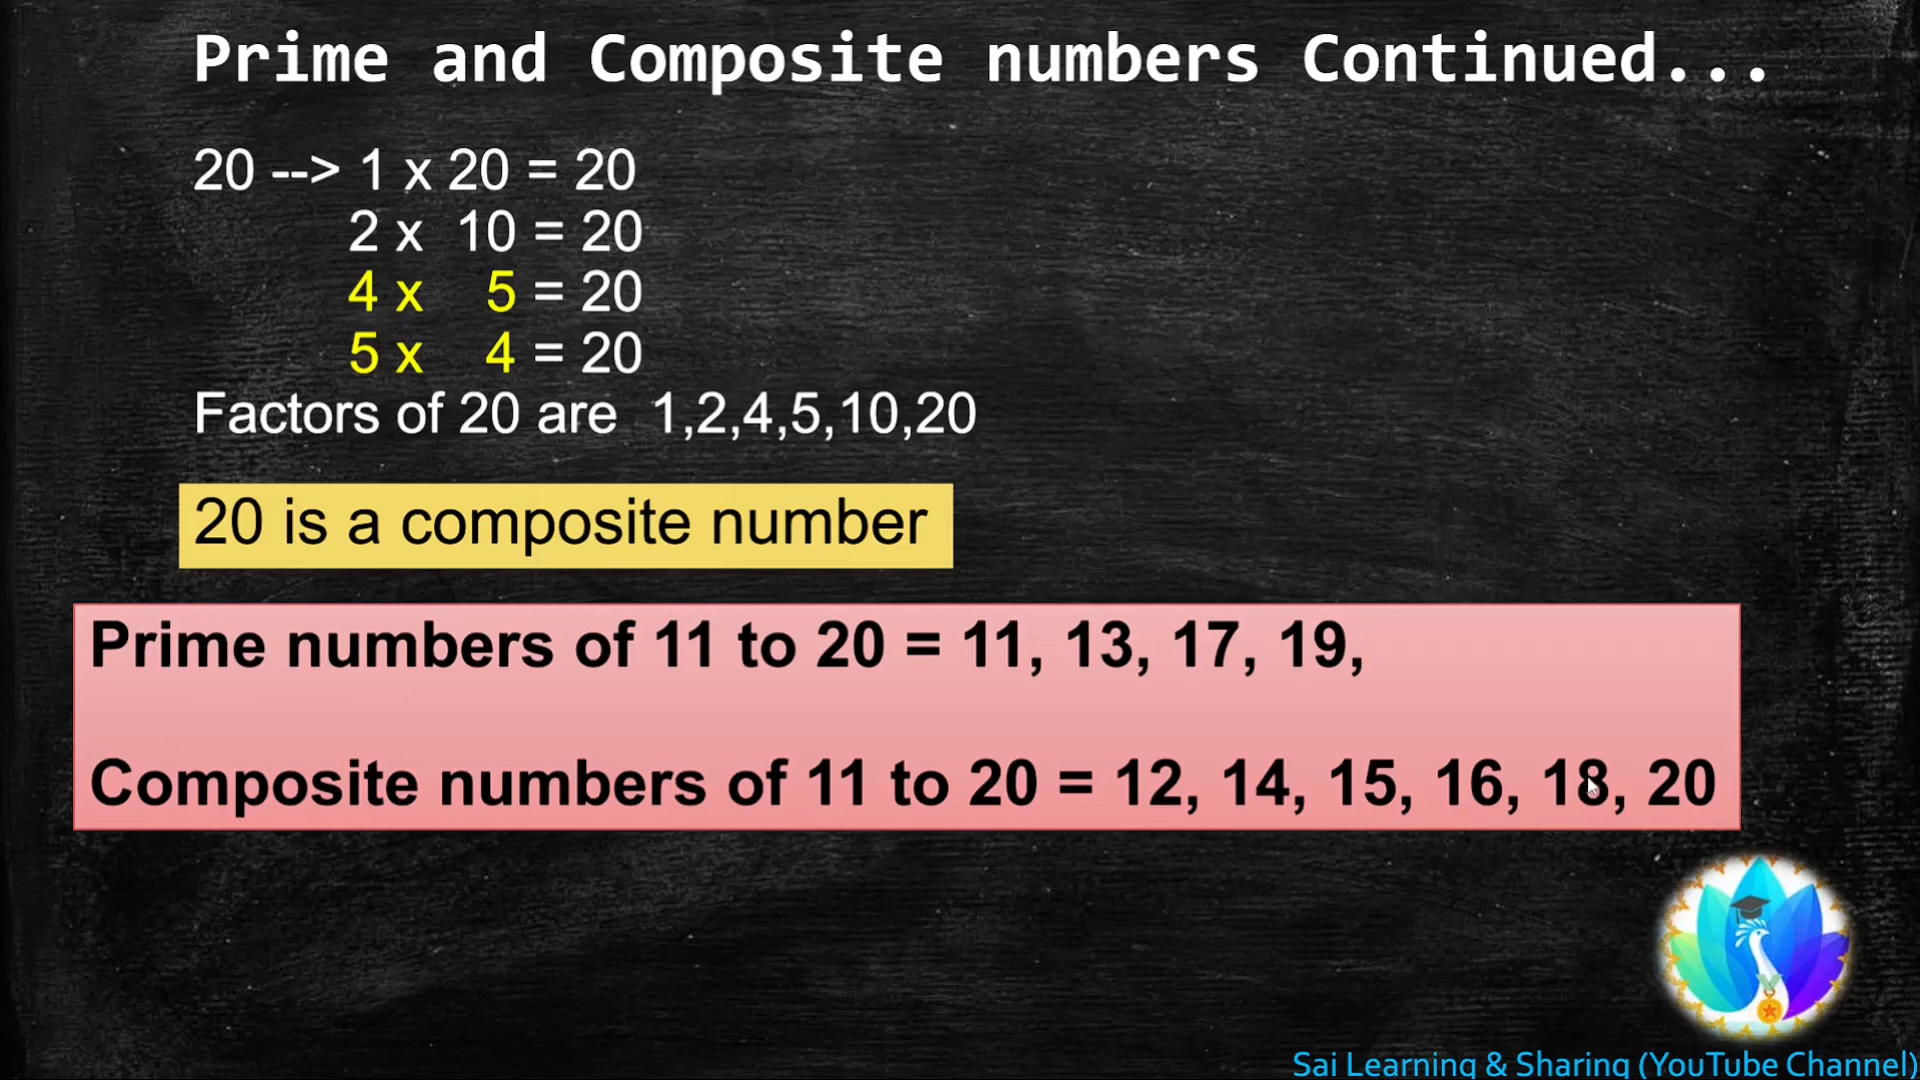 Prime and Composite numbers Continued...
20 --> 1 x 20 = 20
2 x 10 = 20
4 x 5 = 20
5 x 4 = 20
Factors of 20 are 1,2,4,5,10,20
20 is a composite number
Prime numbers of 11 to 20 = 11, 13, 17, 19,
Composite numbers of 11 to 20 = 12, 14, 15, 16, 18, 20
Sai Learning & Sharing (YouTube Channel)